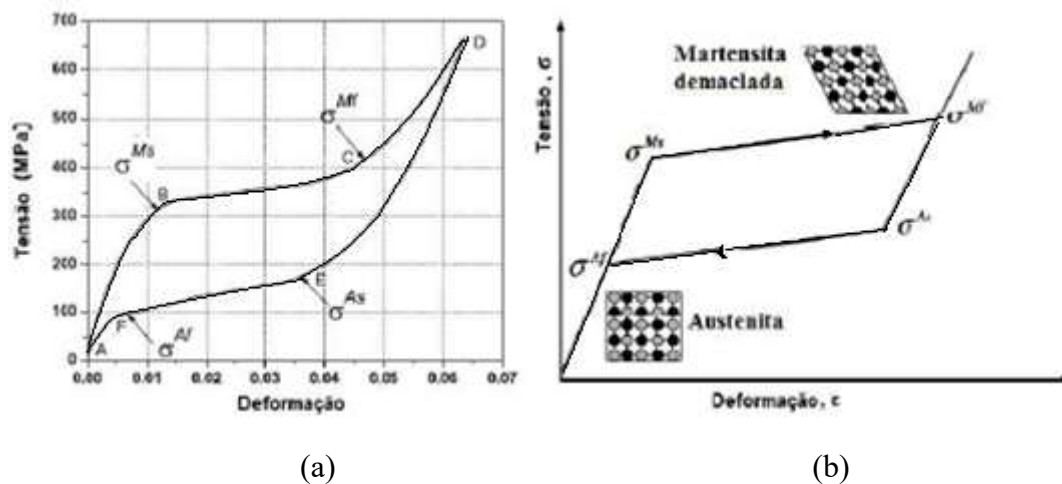 700
600
500
400
300
200
100
0
Tensão (MPa)
σ Ms
B
σ Mf
C
D
E
σ As
F
σ Af
A
0.00 0.01 0.02 0.03 0.04 0.05 0.06 0.07
Deformação
Tensão, σ
Martensita
demaclada
σ Ms
σ Mf
σ Af
σ As
Austenita
Deformação, ε
(a) (b)